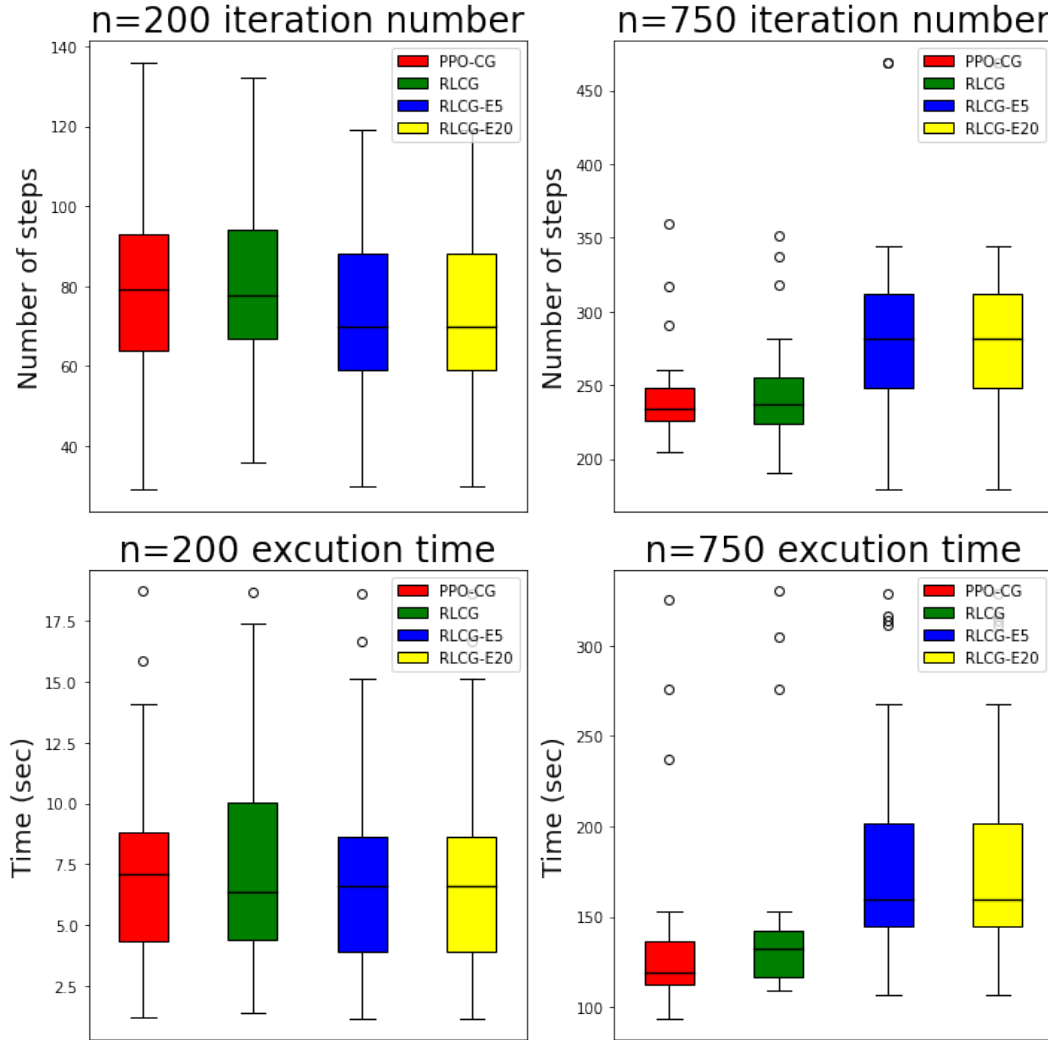 n=200 iteration number
140
120
100
80
60
40
Number of steps
PPO-CG
RLCG
RLCG-E5
RLCG-E20
n=750 iteration number
450
400
350
300
250
200
Number of steps
PPO-CG
RLCG
RLCG-E5
RLCG-E20
n=200 excution time
17.5
15.0
12.5
10.0
7.5
5.0
2.5
Time (sec)
PPO-CG
RLCG
RLCG-E5
RLCG-E20
n=750 excution time
300
250
200
150
100
Time (sec)
PPO-CG
RLCG
RLCG-E5
RLCG-E20